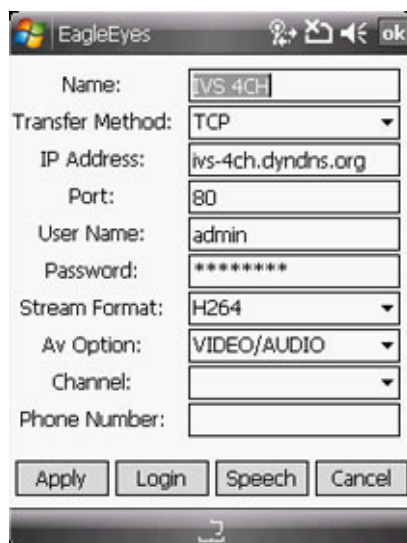 EagleEyes ok
Name: IVS 4CH
Transfer Method: TCP
IP Address: ivs-4ch.dyndns.org
Port: 80
User Name: admin
Password: ********
Stream Format: H264
Av Option: VIDEO/AUDIO
Channel:
Phone Number:
Apply Login Speech Cancel